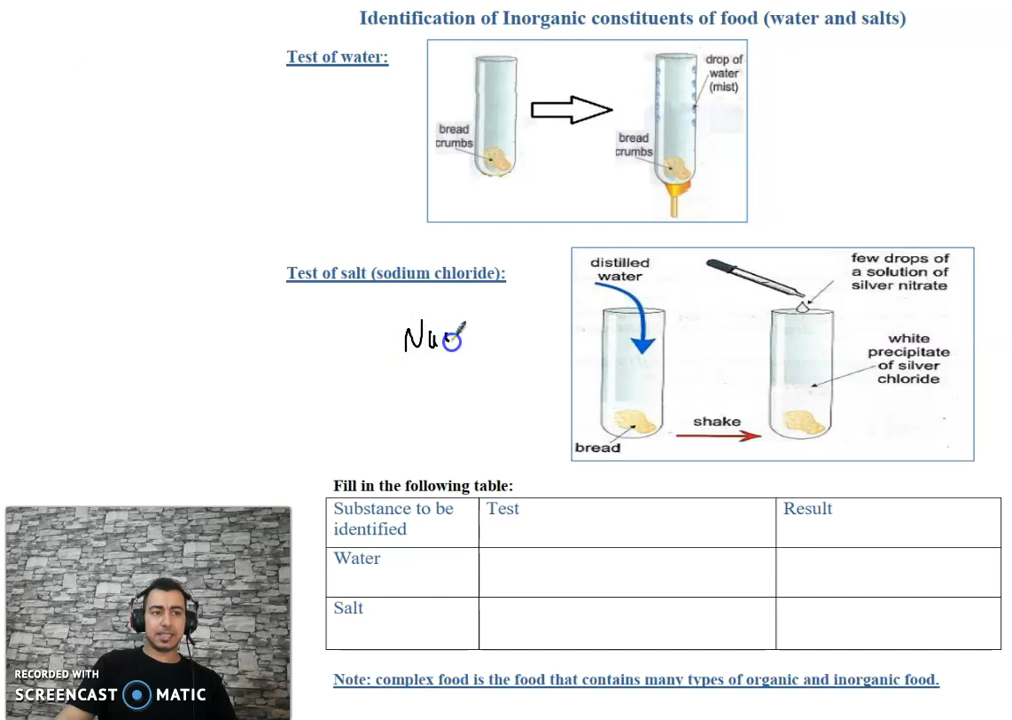 Identification of Inorganic constituents of food (water and salts)
Test of water:
bread
crumbs
bread
crumbs
drop of
water
(mist)
Test of salt (sodium chloride):
Na
distilled
water
few drops of
a solution of
silver nitrate
white
precipitate
of silver
chloride
shake
bread
Fill in the following table:
Substance to be
identified
Test
Result
Water
Salt
Note: complex food is the food that contains many types of organic and inorganic food.
RECORDED WITH
SCREENCAST MATIC